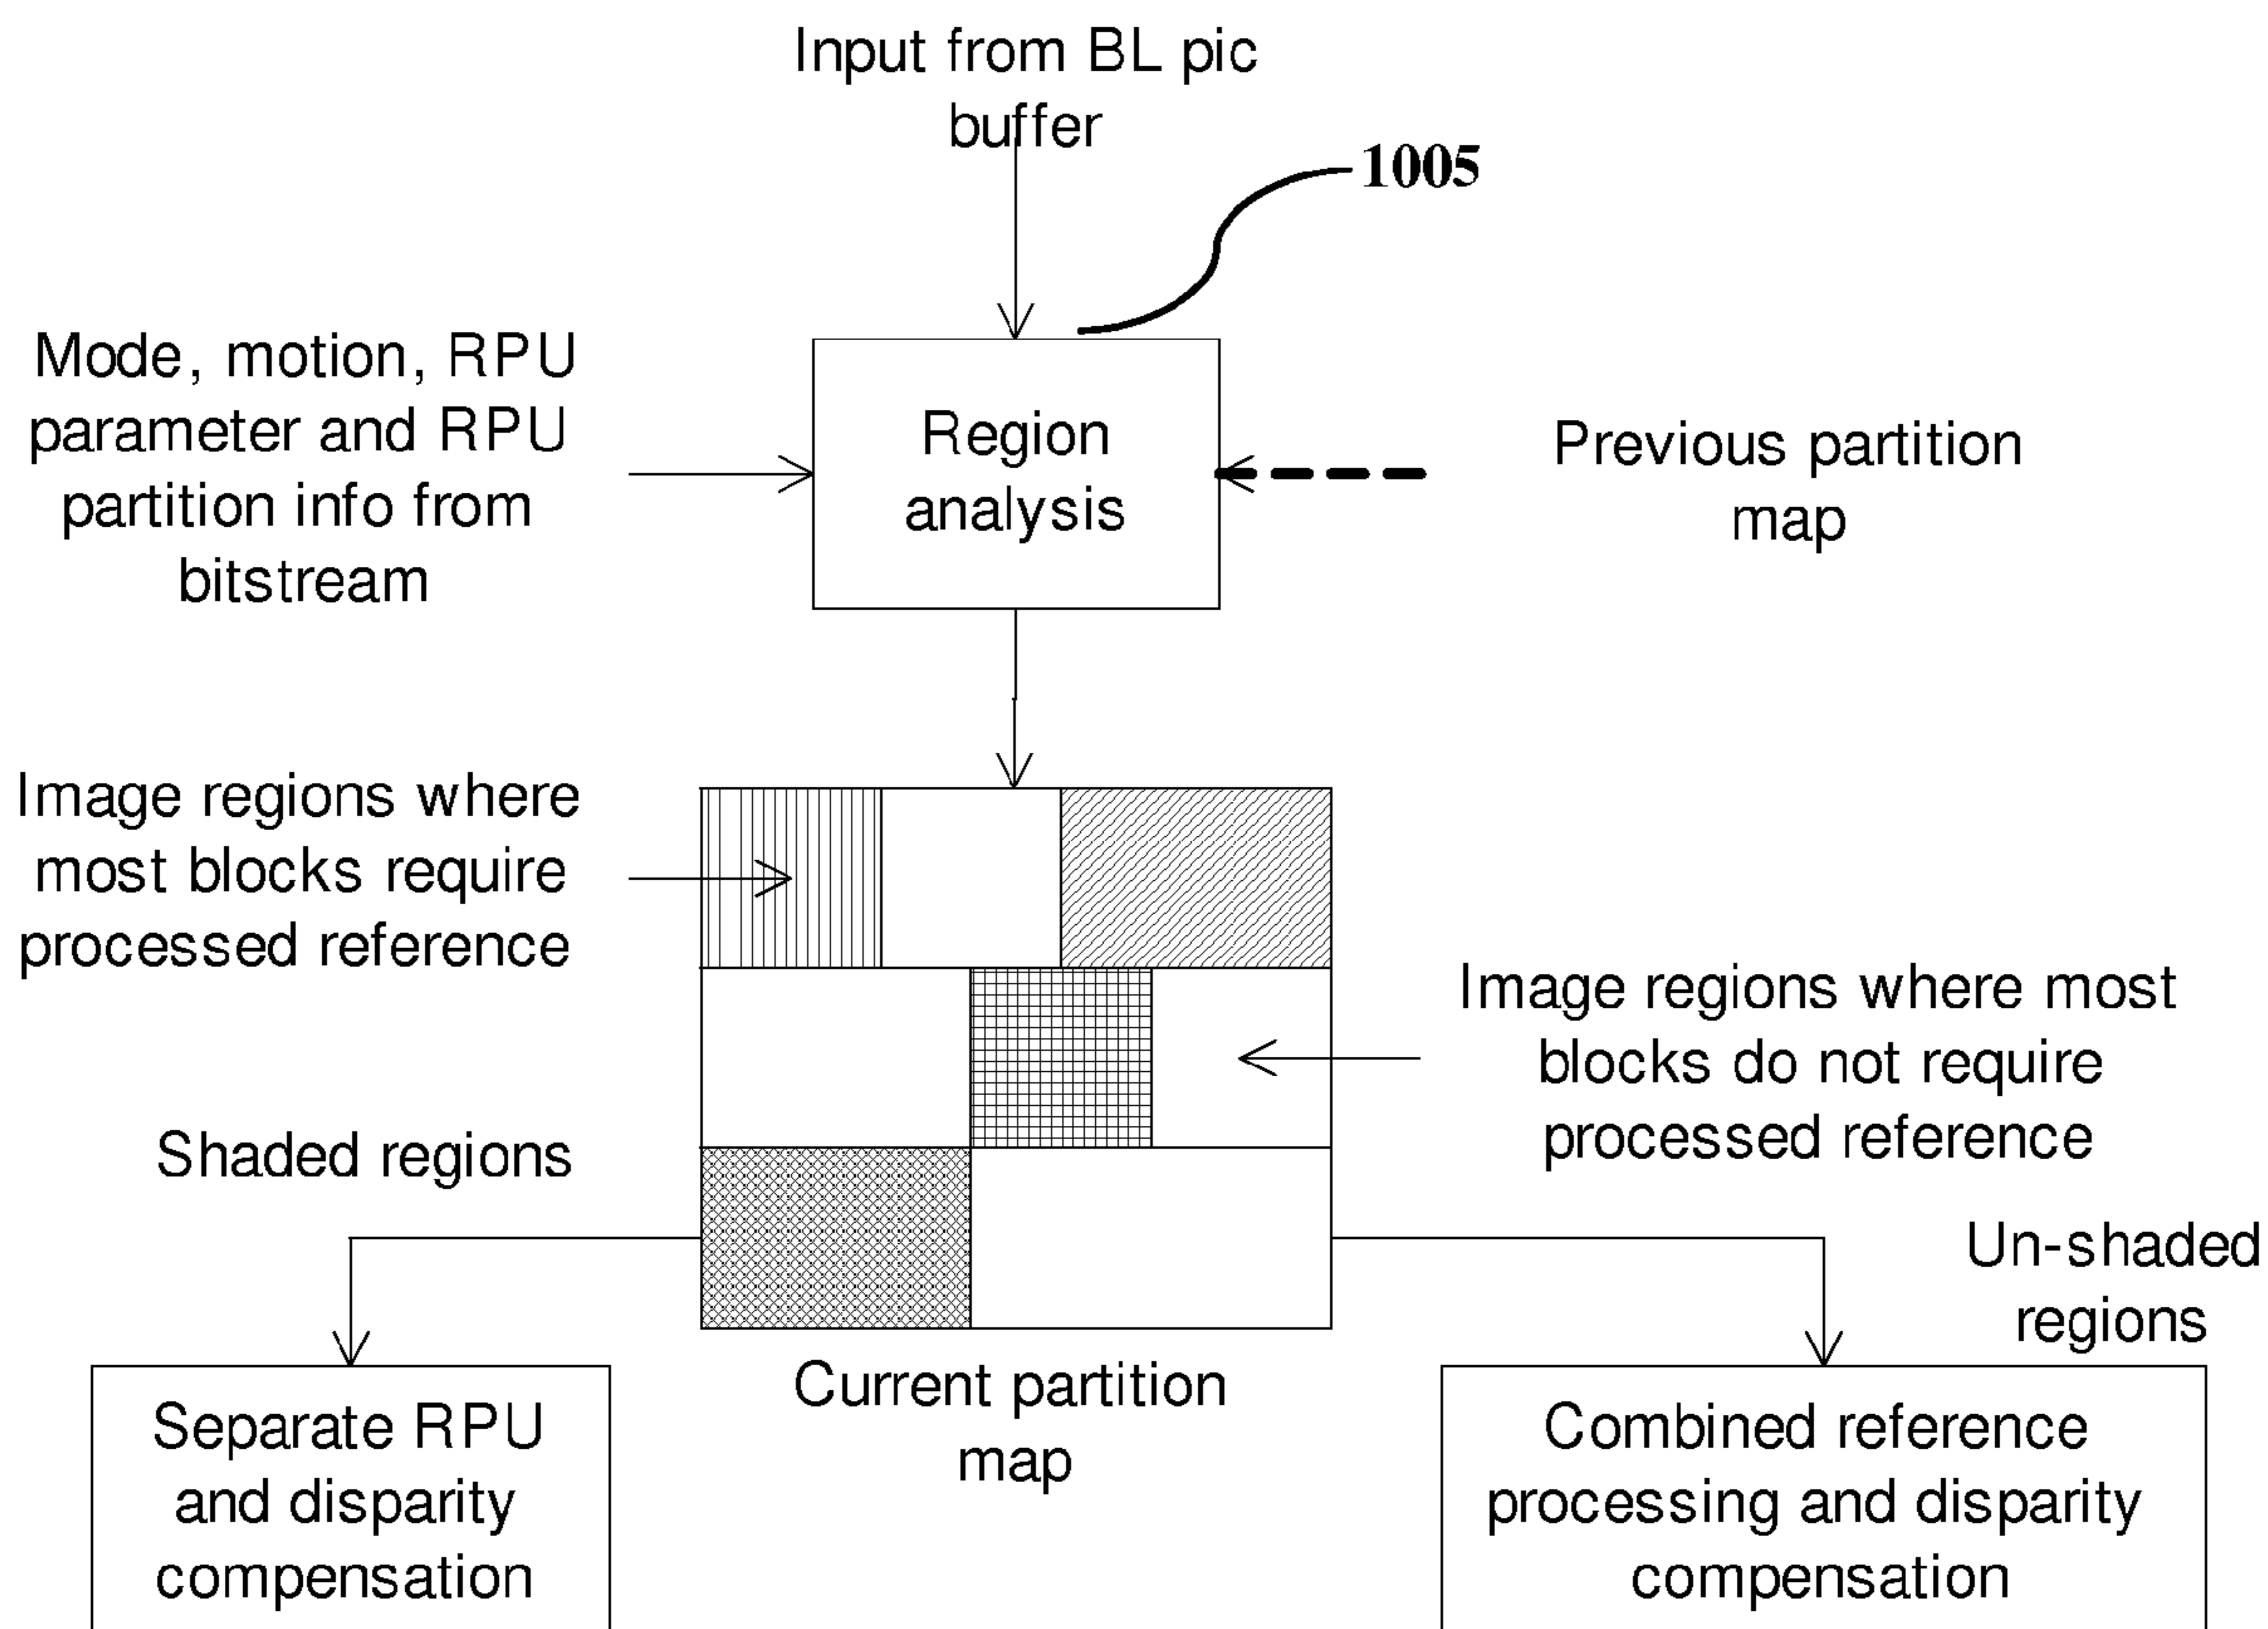 Input from BL pic
buffer
1005
Mode, motion, RPU
parameter and RPU
partition info from
bitstream
Region
analysis
Previous partition
map
Image regions where
most blocks require
processed reference
Image regions where most
blocks do not require
processed reference
Shaded regions
Un-shaded
regions
Current partition
map
Separate RPU
and disparity
compensation
Combined reference
processing and disparity
compensation